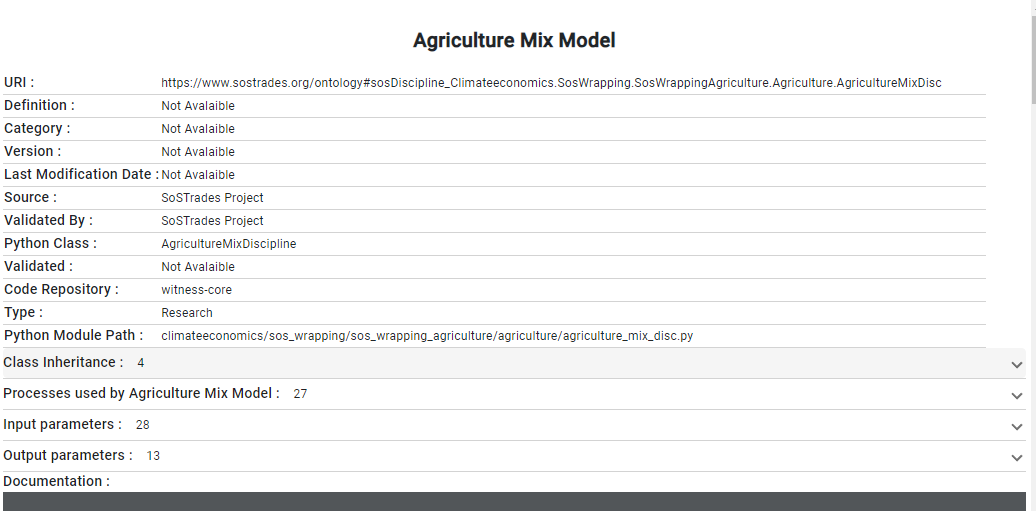 Agriculture Mix Model
URI : https://www.sostrades.org/ontology#sosDiscipline_Climateeconomics.SosWrapping.SosWrappingAgriculture.Agriculture.AgricultureMixDisc
Definition : Not Avalaible
Category : Not Avalaible
Version : Not Avalaible
Last Modification Date : Not Avalaible
Source : SoSTrades Project
Validated By : SoSTrades Project
Python Class : AgricultureMixDiscipline
Validated : Not Avalaible
Code Repository : witness-core
Type : Research
Python Module Path : climateeconomics/sos_wrapping/sos_wrapping_agriculture/agriculture/agriculture_mix_disc.py
Class Inheritance : 4
Processes used by Agriculture Mix Model : 27
Input parameters : 28
Output parameters : 13
Documentation :